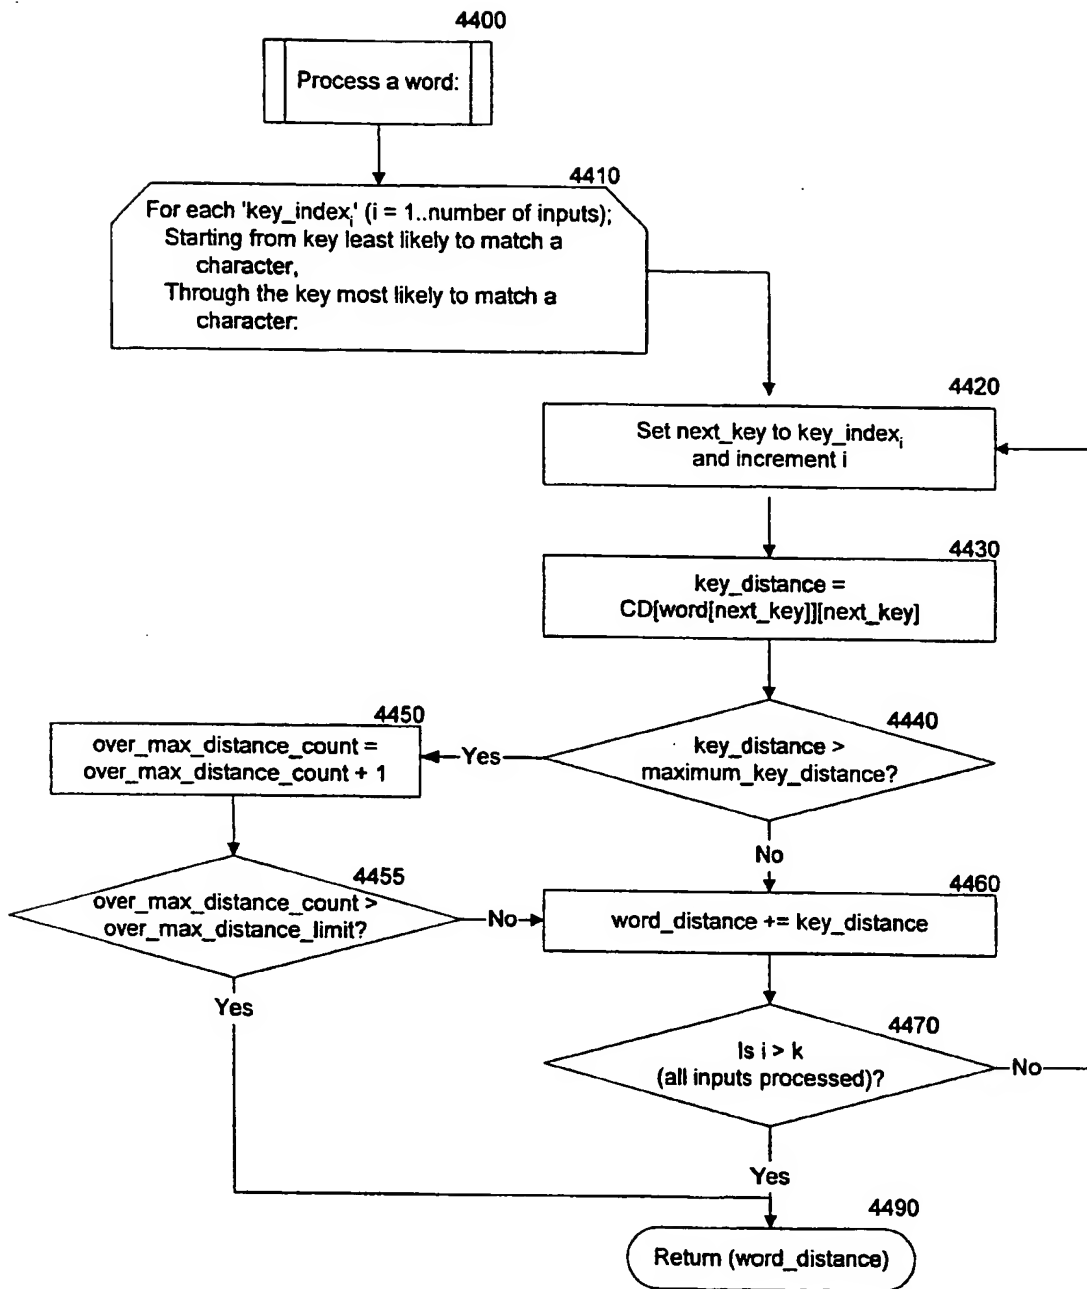 4400
Process a word:
4410
For each 'key_indexᵢ' (i = 1..number of inputs);
Starting from key least likely to match a
character,
Through the key most likely to match a
character:
4420
Set next_key to key_indexᵢ
and increment i
4430
key_distance =
CD[word[next_key]][next_key]
4440
key_distance >
maximum_key_distance?
Yes
4450
over_max_distance_count =
over_max_distance_count + 1
No
4455
over_max_distance_count >
over_max_distance_limit?
No
4460
word_distance += key_distance
Yes
4470
Is i > k
(all inputs processed)?
No
Yes
4490
Return (word_distance)